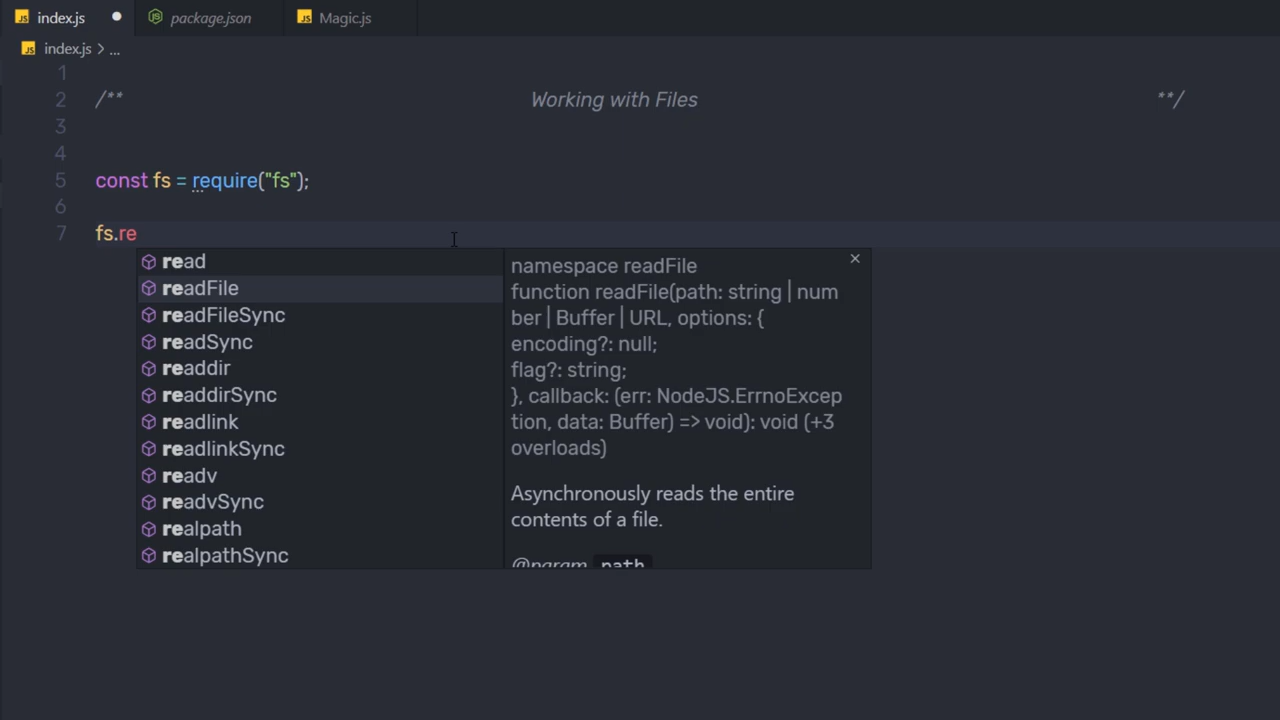 index.js
package.json
Magic.js
index.js > ...
1
2 /** Working with Files **/
3
4
5 const fs = require("fs");
6
7 fs.re
read
readFile
readFileSync
readSync
readdir
readdirSync
readlink
readlinkSync
readv
readvSync
realpath
realpathSync
namespace readFile
function readFile(path: string | num
ber | Buffer | URL, options: {
encoding?: null;
flag?: string;
}, callback: (err: NodeJS.ErrnoExcep
tion, data: Buffer) => void): void (+3
overloads)
Asynchronously reads the entire
contents of a file.
@param path